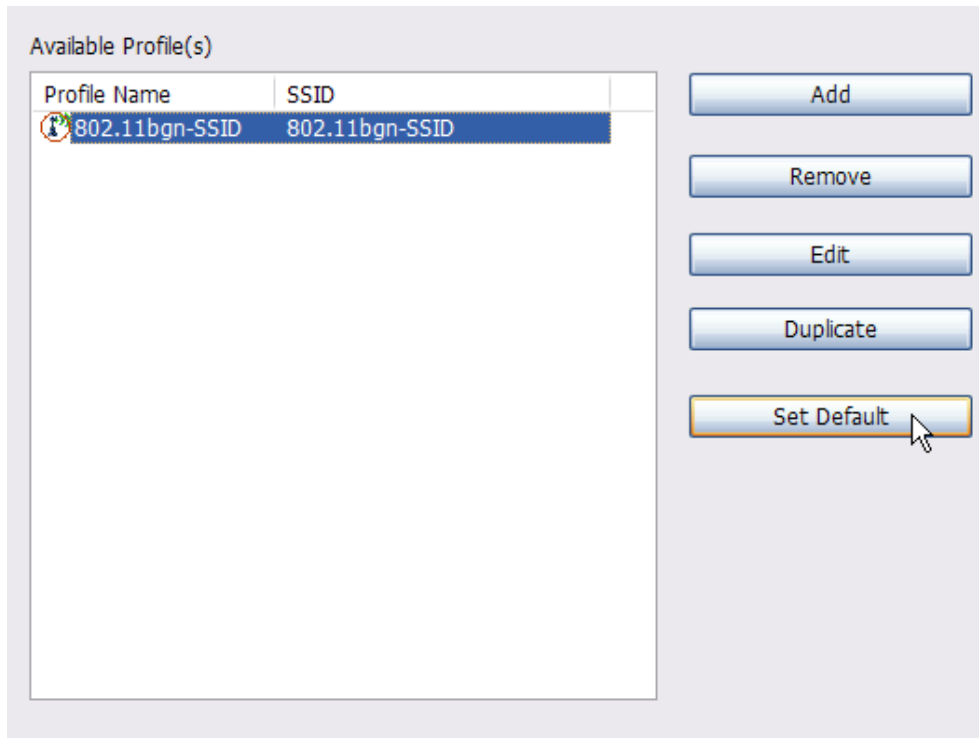 Available Profile(s)
Profile Name SSID
802.11bgn-SSID 802.11bgn-SSID
Add
Remove
Edit
Duplicate
Set Default